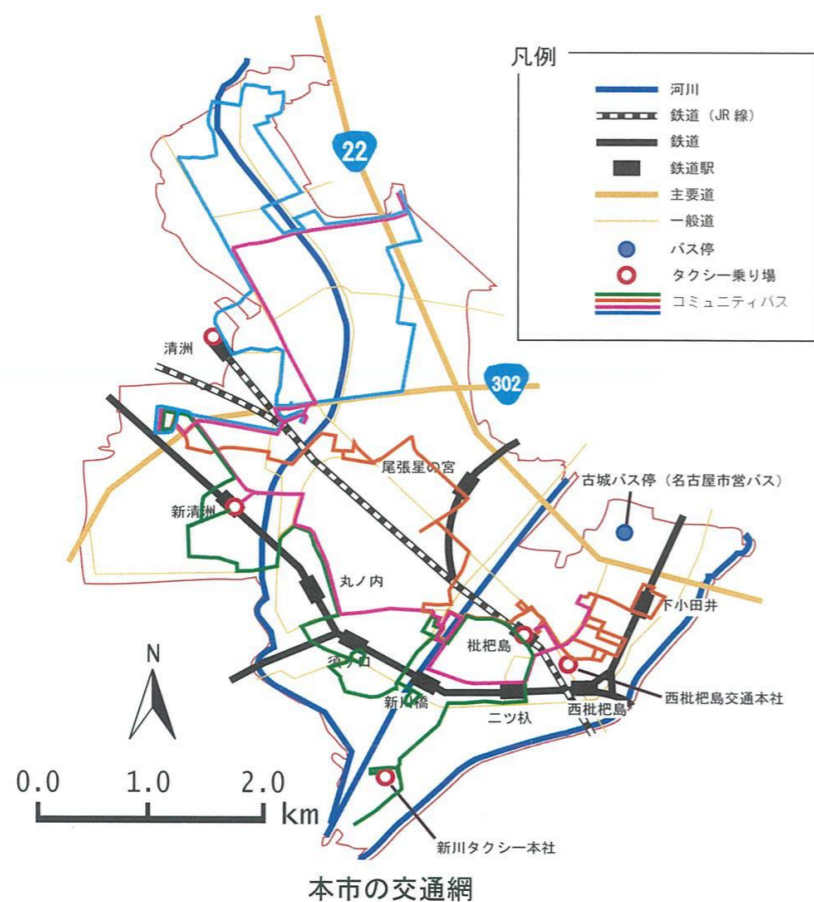 凡例
河川
鉄道（JR線）
鉄道
鉄道駅
主要道
一般道
バス停
タクシー乗り場
コミュニティバス
22
清洲
302
尾張星の宮
古城バス停（名古屋市営バス）
新清洲
丸ノ内
下小田井
枇杷島
須ヶ口
新川橋
二ツ杁
西枇杷島
西枇杷島交通本社
N
0.0 1.0 2.0
km
新川タクシー本社
本市の交通網